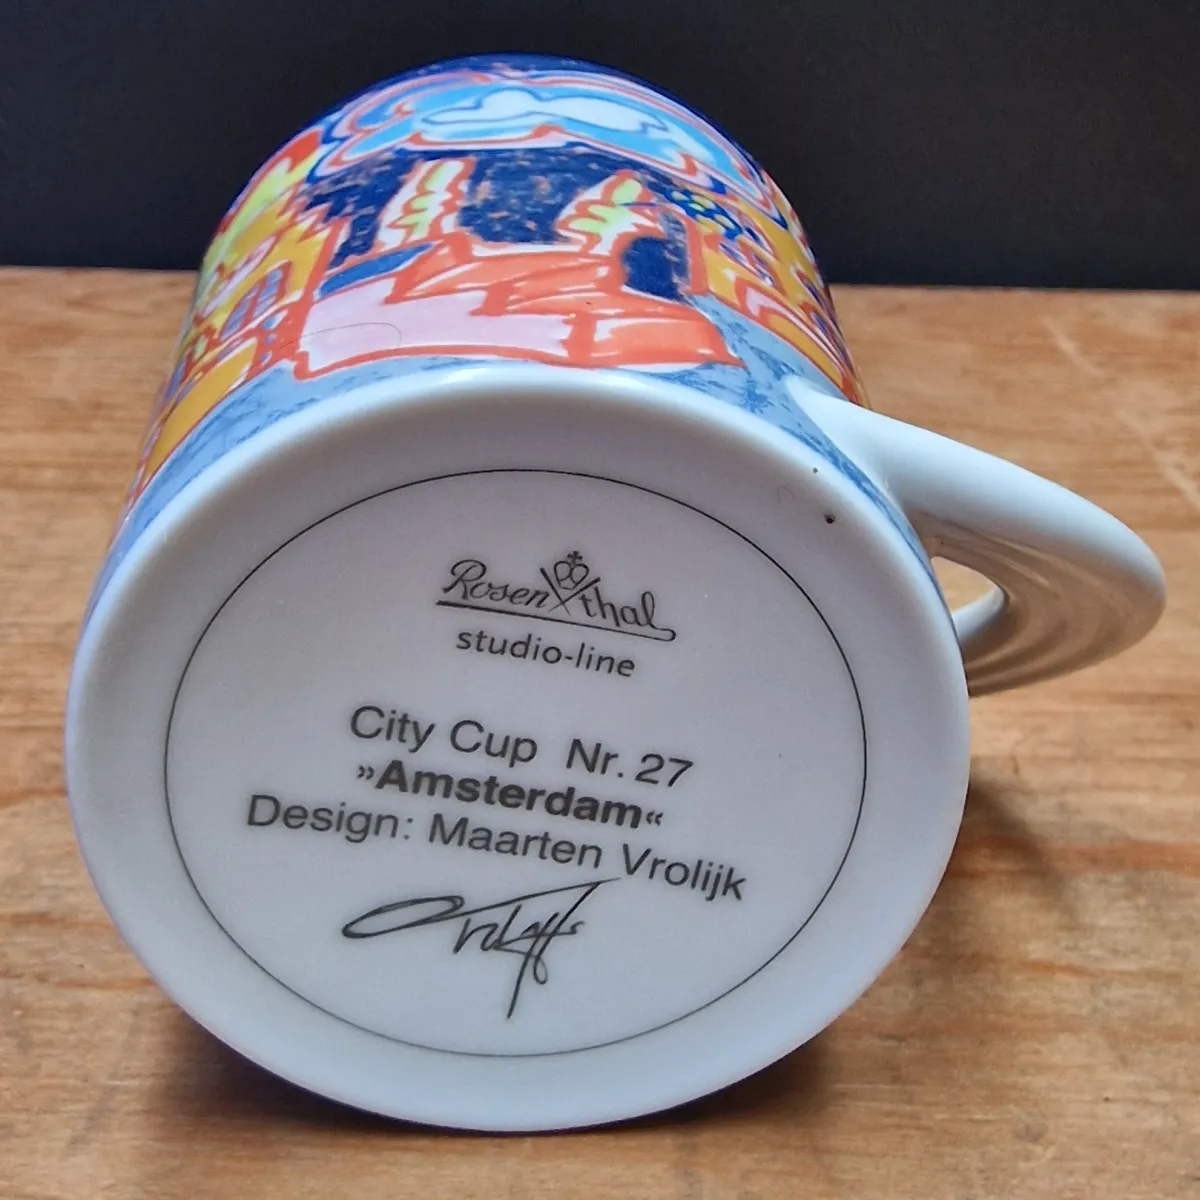 Rosenthal
studio-line
City Cup Nr. 27
»Amsterdam«
Design: Maarten Vrolijk